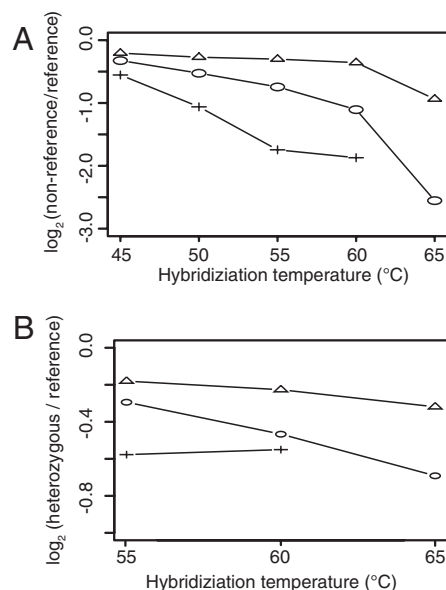 A
log2(non-reference/reference)
0.0
-1.0
-2.0
-3.0
45 50 55 60 65
Hybridiziation temperature (°C)
B
log2(heterozygous / reference)
0.0
-0.4
-0.8
55 60 65
Hybridiziation temperature (°C)